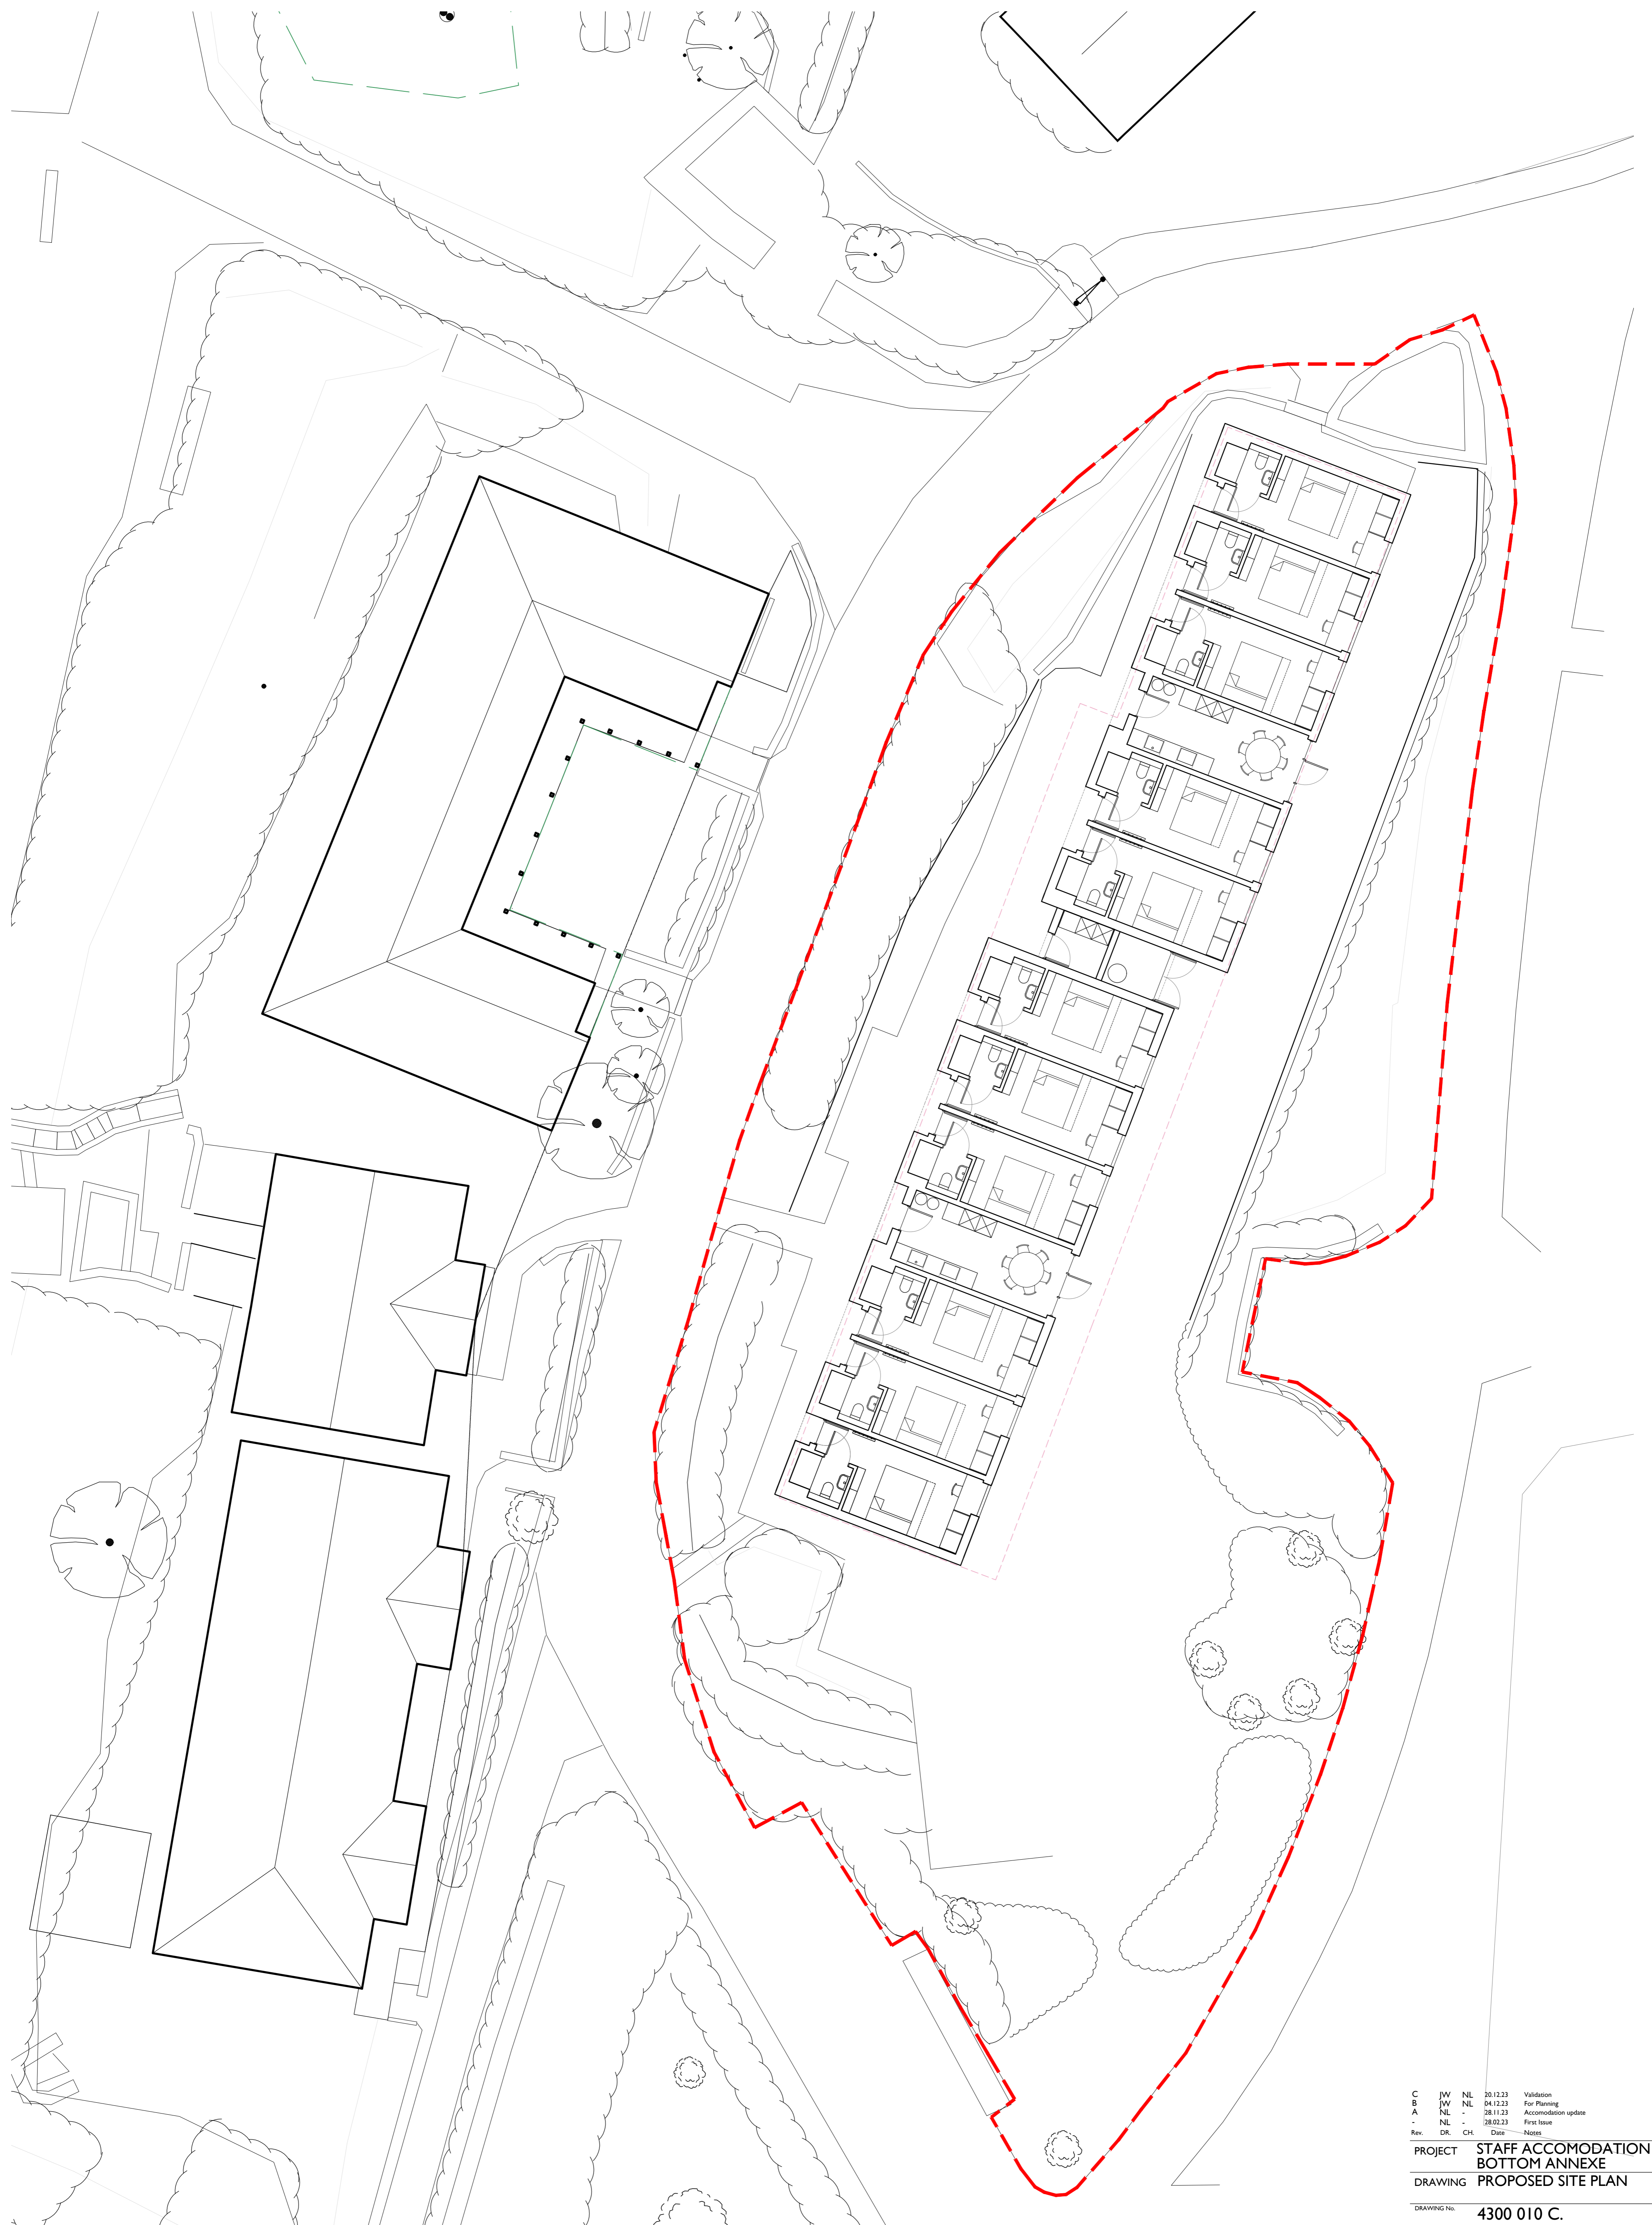 C JW NL 20.12.23 Validation
B JW NL 04.12.23 For Planning
A NL - 28.11.23 Accomodation update
- NL - 28.02.23 First Issue
Rev. DR. CH. Date Notes
PROJECT STAFF ACCOMODATION
BOTTOM ANNEXE
DRAWING PROPOSED SITE PLAN
DRAWING No. 4300 010 C.